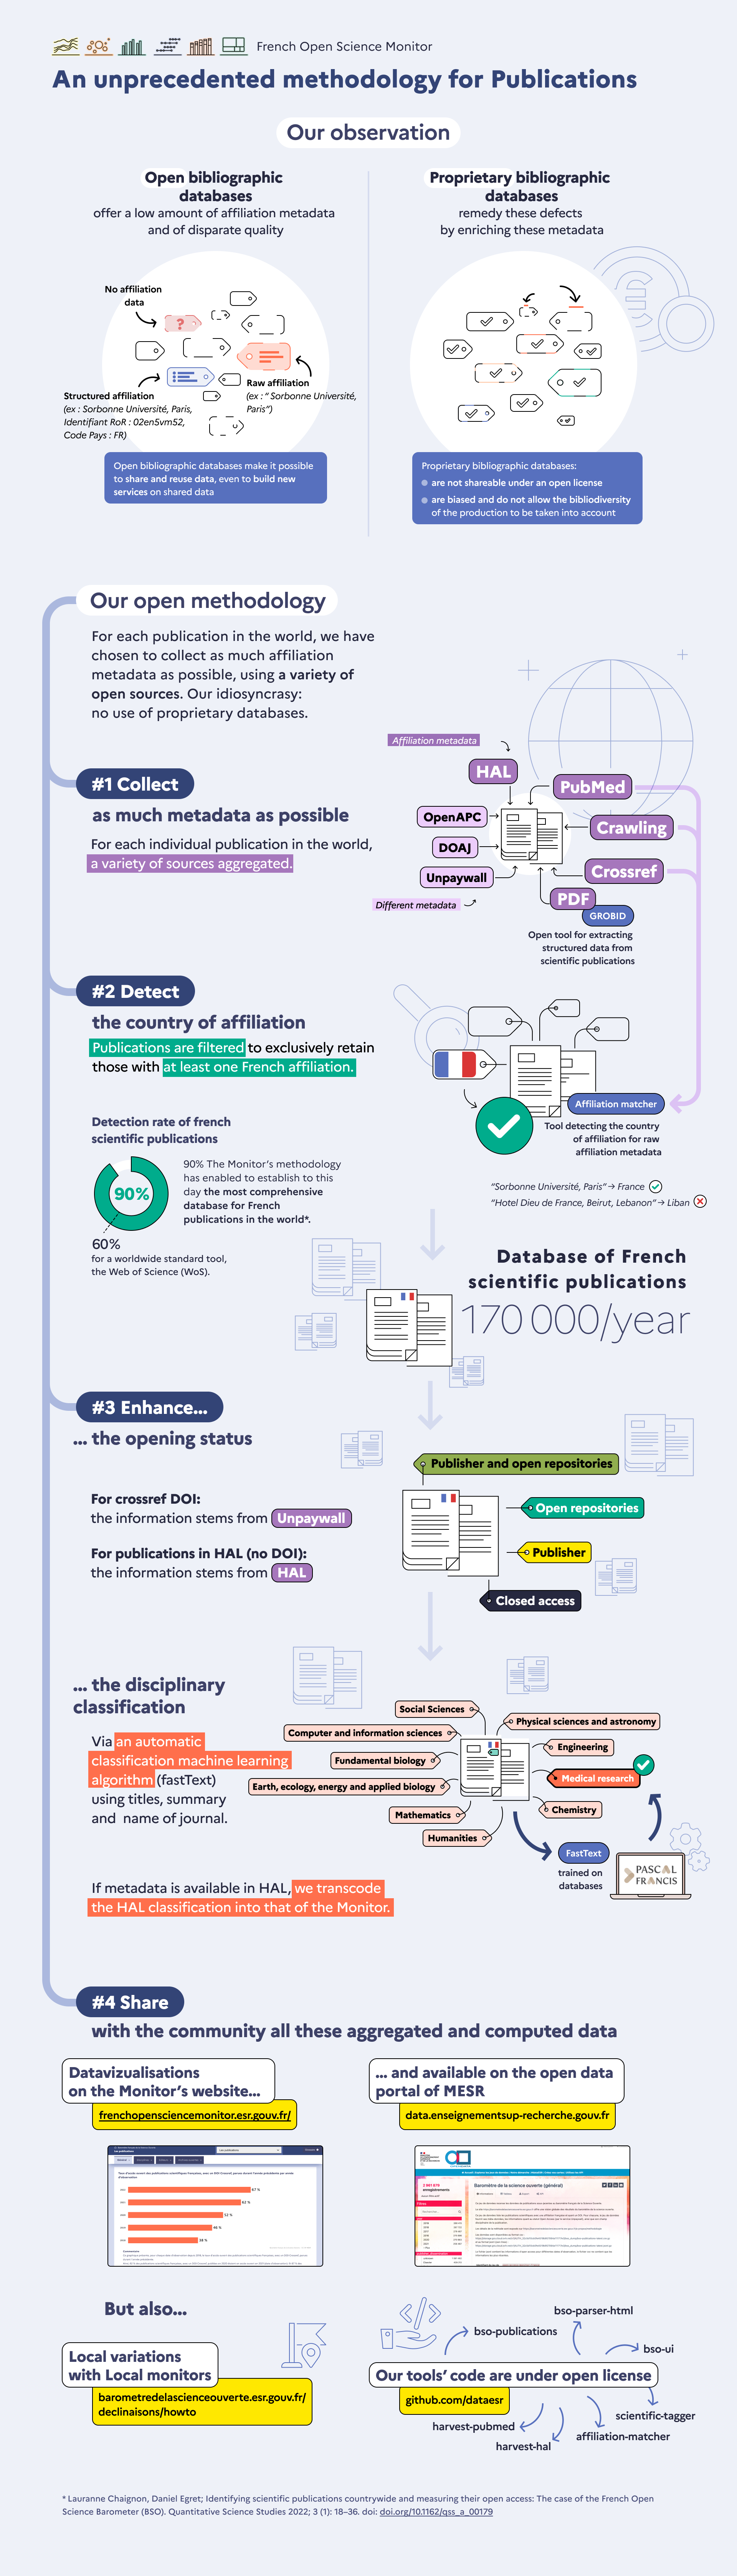 French Open Science Monitor
An unprecedented methodology for Publications
Our observation
Open bibliographic
databases
offer a low amount of affiliation metadata
and of disparate quality
Proprietary bibliographic
databases
remedy these defects
by enriching these metadata
No affiliation
data
?
Structured affiliation
(ex : Sorbonne Université, Paris,
Identifiant RoR : 02en5vm52,
Code Pays : FR)
Raw affiliation
(ex : “ Sorbonne Université,
Paris”)
Open bibliographic databases make it possible
to share and reuse data, even to build new
services on shared data
Proprietary bibliographic databases:
are not shareable under an open license
are biased and do not allow the bibliodiversity
of the production to be taken into account
Our open methodology
For each publication in the world, we have
chosen to collect as much affiliation
metadata as possible, using a variety of
open sources. Our idiosyncrasy:
no use of proprietary databases.
#1 Collect
as much metadata as possible
For each individual publication in the world,
a variety of sources aggregated.
Affiliation metadata
HAL
PubMed
OpenAPC
Crawling
DOAJ
Unpaywall
Crossref
PDF
Different metadata
GROBID
Open tool for extracting
structured data from
scientific publications
#2 Detect
the country of affiliation
Publications are filtered to exclusively retain
those with at least one French affiliation.
Affiliation matcher
Tool detecting the country
of affiliation for raw
affiliation metadata
“Sorbonne Université, Paris” → France
“Hotel Dieu de France, Beirut, Lebanon” → Liban
Detection rate of french
scientific publications
90%
90% The Monitor’s methodology
has enabled to establish to this
day the most comprehensive
database for French
publications in the world*.
60%
for a worldwide standard tool,
the Web of Science (WoS).
Database of French
scientific publications
170 000/year
#3 Enhance...
... the opening status
For crossref DOI:
the information stems from Unpaywall
For publications in HAL (no DOI):
the information stems from HAL
Publisher and open repositories
Open repositories
Publisher
Closed access
... the disciplinary
classification
Via an automatic
classification machine learning
algorithm (fastText)
using titles, summary
and name of journal.
If metadata is available in HAL, we transcode
the HAL classification into that of the Monitor.
Social Sciences
Physical sciences and astronomy
Computer and information sciences
Engineering
Fundamental biology
Medical research
Earth, ecology, energy and applied biology
Chemistry
Mathematics
Humanities
FastText
trained on
databases
PASCAL
FRANCIS
#4 Share
with the community all these aggregated and computed data
Datavizualisations
on the Monitor’s website...
frenchopensciencemonitor.esr.gouv.fr/
... and available on the open data
portal of MESR
data.enseignementsup-recherche.gouv.fr
67 %
62 %
52 %
Baromètre de la science ouverte (général)
But also...
Local variations
with Local monitors
barometredelascienceouverte.esr.gouv.fr/
declinaisons/howto
bso-parser-html
bso-publications
bso-ui
Our tools’ code are under open license
github.com/dataesr
scientific-tagger
harvest-pubmed
affiliation-matcher
harvest-hal
* Lauranne Chaignon, Daniel Egret; Identifying scientific publications countrywide and measuring their open access: The case of the French Open
Science Barometer (BSO). Quantitative Science Studies 2022; 3 (1): 18–36. doi: doi.org/10.1162/qss_a_00179